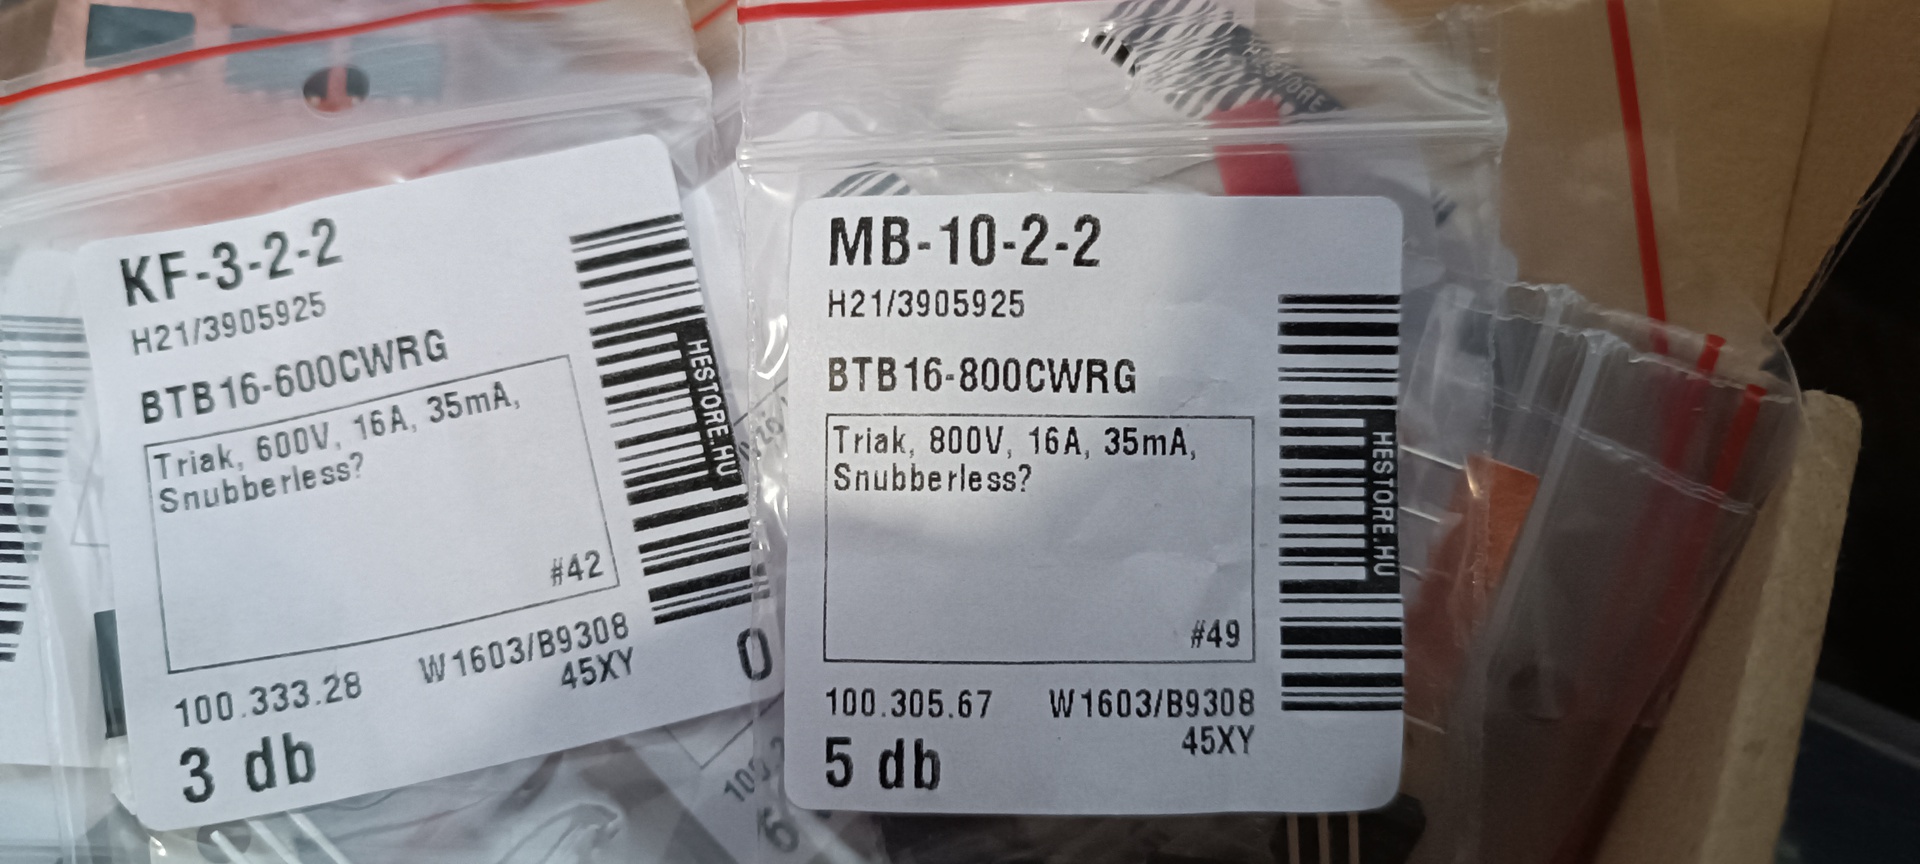 KF-3-2-2
H21/3905925
BTB16-600CWRG
Triak, 600V, 16A, 35mA,
Snubberless?
#42
100.333.28
W1603/B9308
45XY
3 db
HESTORE.HU
0
MB-10-2-2
H21/3905925
BTB16-800CWRG
Triak, 800V, 16A, 35mA,
Snubberless?
#49
100.305.67
W1603/B9308
45XY
5 db
HESTORE.HU
HESTORE